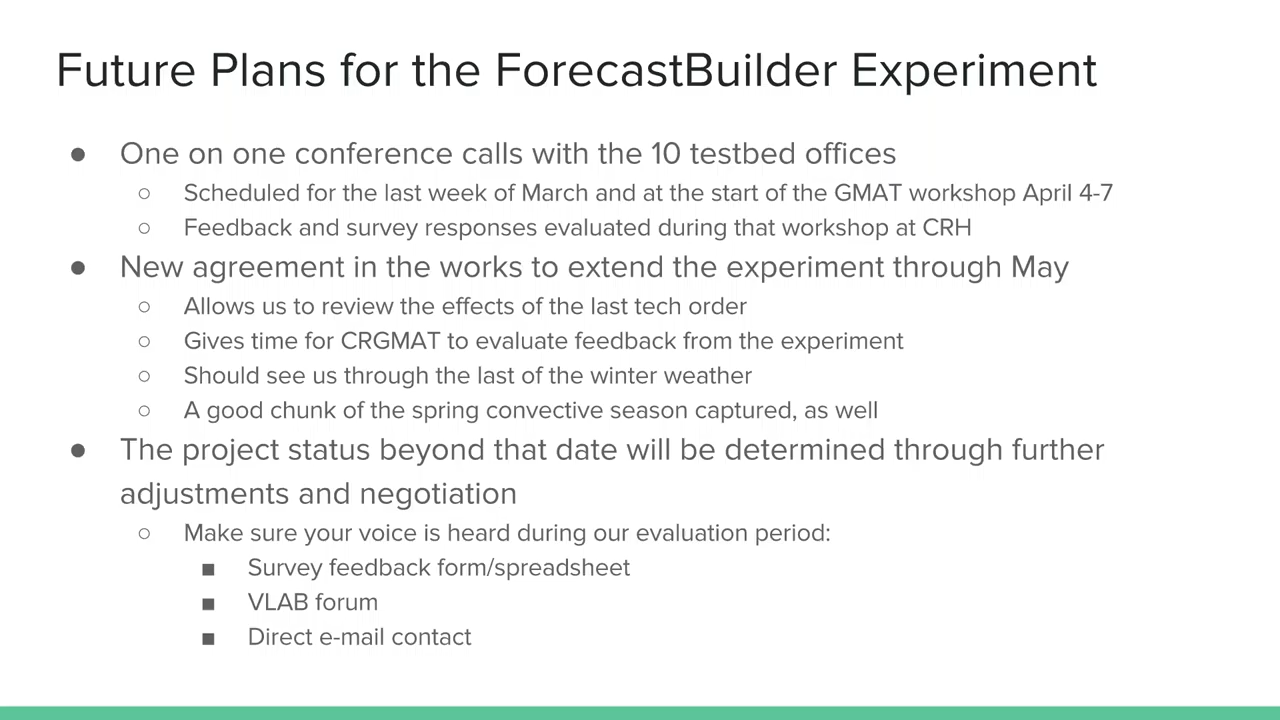 Future Plans for the ForecastBuilder Experiment
● One on one conference calls with the 10 testbed offices
○ Scheduled for the last week of March and at the start of the GMAT workshop April 4-7
○ Feedback and survey responses evaluated during that workshop at CRH
● New agreement in the works to extend the experiment through May
○ Allows us to review the effects of the last tech order
○ Gives time for CRGMAT to evaluate feedback from the experiment
○ Should see us through the last of the winter weather
○ A good chunk of the spring convective season captured, as well
● The project status beyond that date will be determined through further
adjustments and negotiation
○ Make sure your voice is heard during our evaluation period:
■ Survey feedback form/spreadsheet
■ VLAB forum
■ Direct e-mail contact